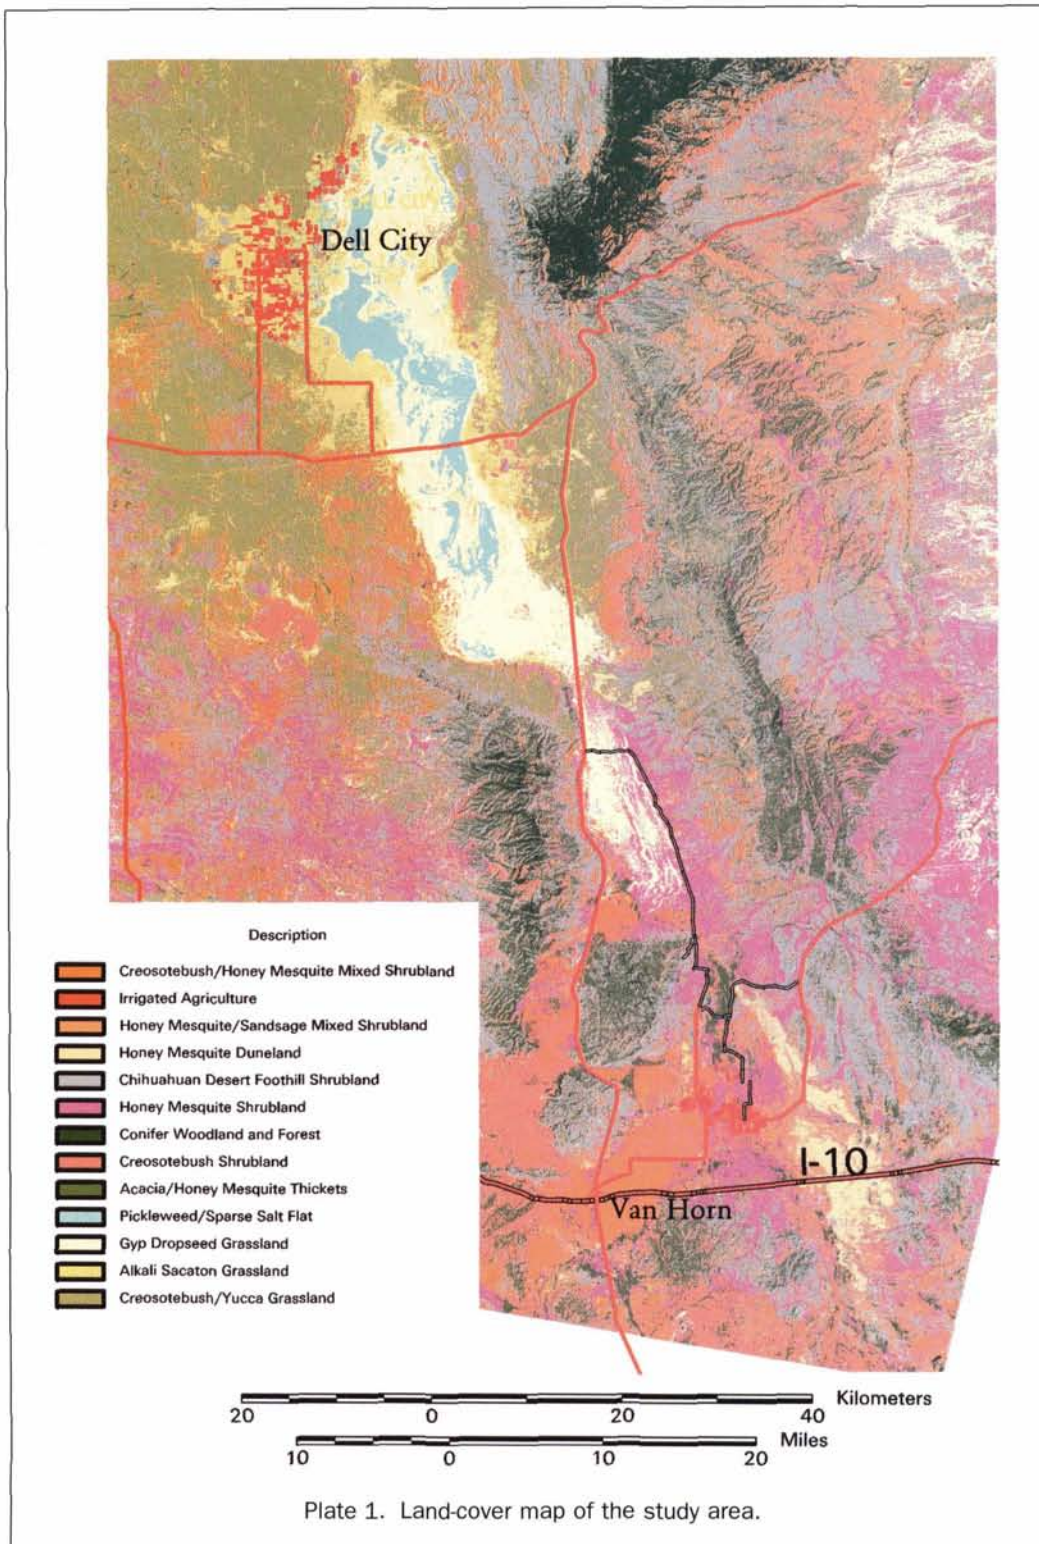 Dell City
Description
Creosotebush/Honey Mesquite Mixed Shrubland
Irrigated Agriculture
Honey Mesquite/Sandsage Mixed Shrubland
Honey Mesquite Duneland
Chihuahuan Desert Foothill Shrubland
Honey Mesquite Shrubland
Conifer Woodland and Forest
Creosotebush Shrubland
Acacia/Honey Mesquite Thickets
Pickleweed/Sparse Salt Flat
Gyp Dropseed Grassland
Alkali Sacaton Grassland
Creosotebush/Yucca Grassland
I-10
Van Horn
Kilometers
20 0 20 40
Miles
10 0 10 20
Plate 1. Land-cover map of the study area.